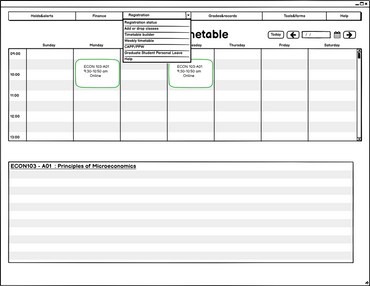 Holds&alerts
Finance
Registration
Grades&records
Tools&forms
Help
Registration status
Add or drop classes
Timetable builder
Weekly timetable
CAPP/PPW
Graduate Student Personal Leave
Help
metable
Today
/ /
Sunday
Monday
sday
Thursday
Friday
Saturday
09:00
10:00
11:00
12:00
13:00
ECON 103-A01
9:30-10:50 am
Online
ECON 103-A01
9:30-10:50 am
Online
ECON103 - A01 : Principles of Microeconomics